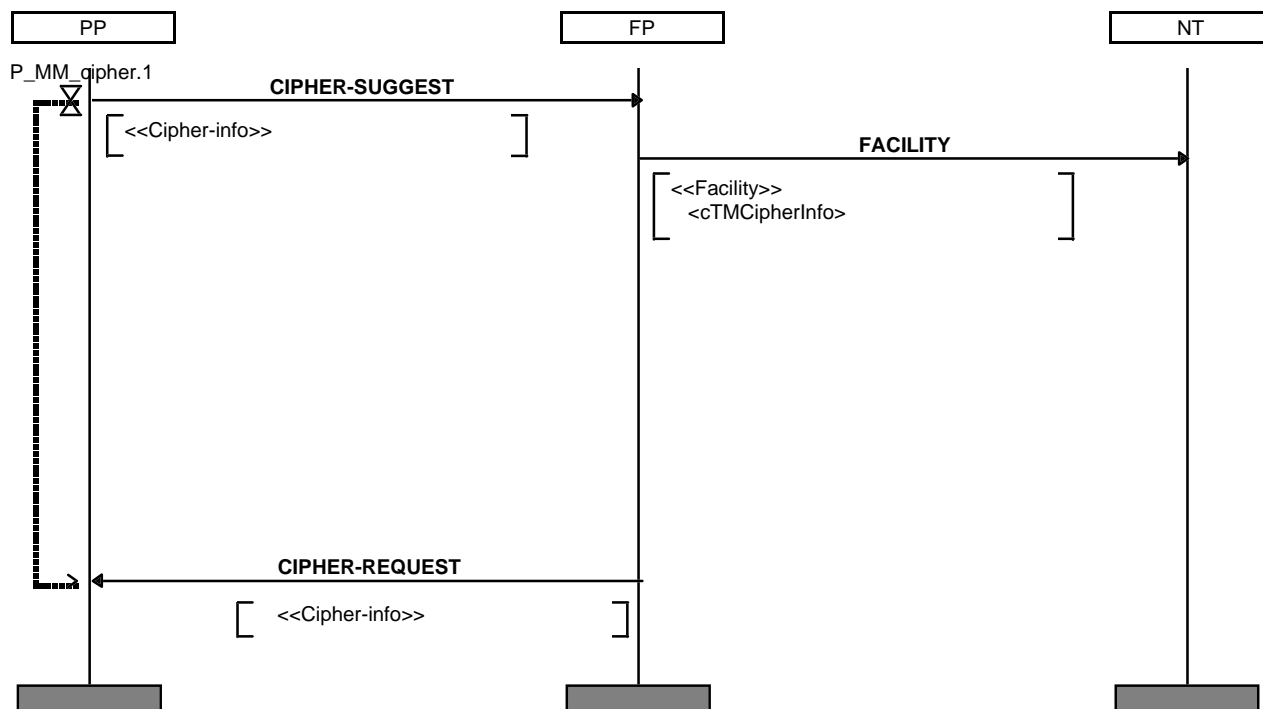 PP
FP
NT
P_MM_cipher.1
CIPHER-SUGGEST
<<Cipher-info>>
FACILITY
<<Facility>>
<cTMCipherInfo>
CIPHER-REQUEST
<<Cipher-info>>